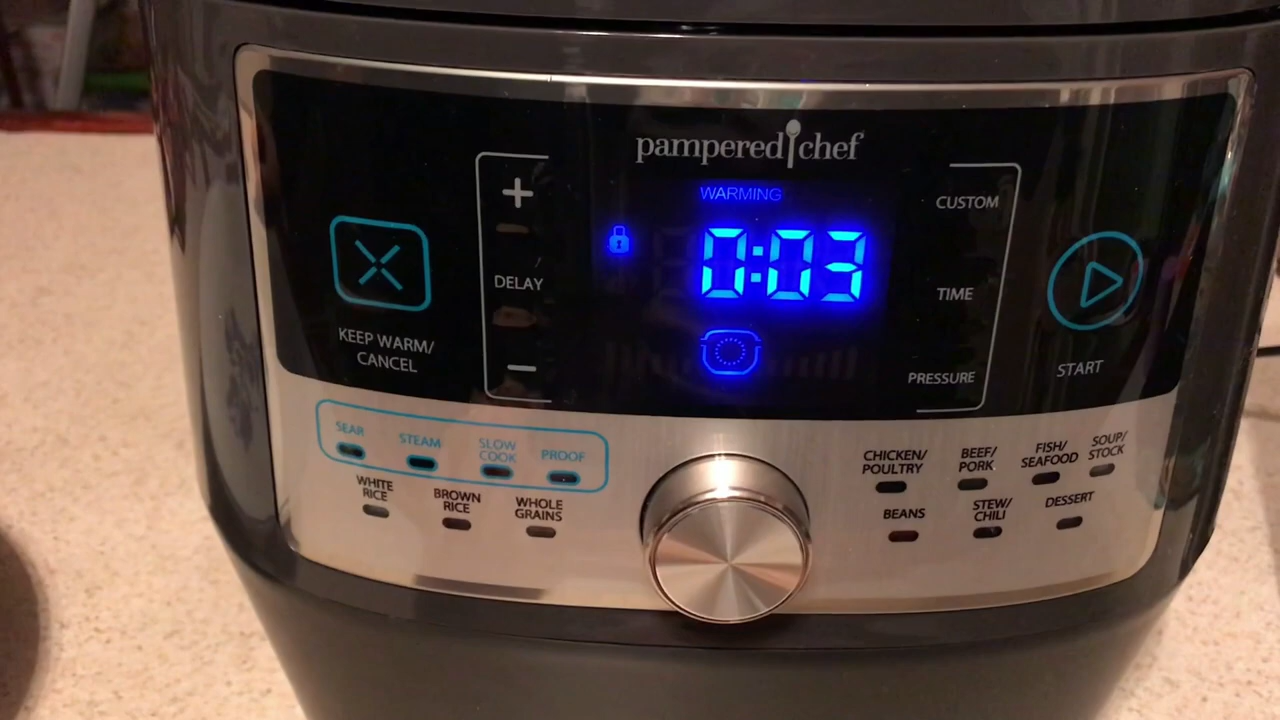 pampered chef
WARMING
0:03
KEEP WARM/
CANCEL
+
DELAY
−
CUSTOM
TIME
PRESSURE
START
SEAR
STEAM
SLOW
COOK
PROOF
WHITE
RICE
BROWN
RICE
WHOLE
GRAINS
CHICKEN/
POULTRY
BEEF/
PORK
FISH/
SEAFOOD
SOUP/
STOCK
BEANS
STEW/
CHILI
DESSERT